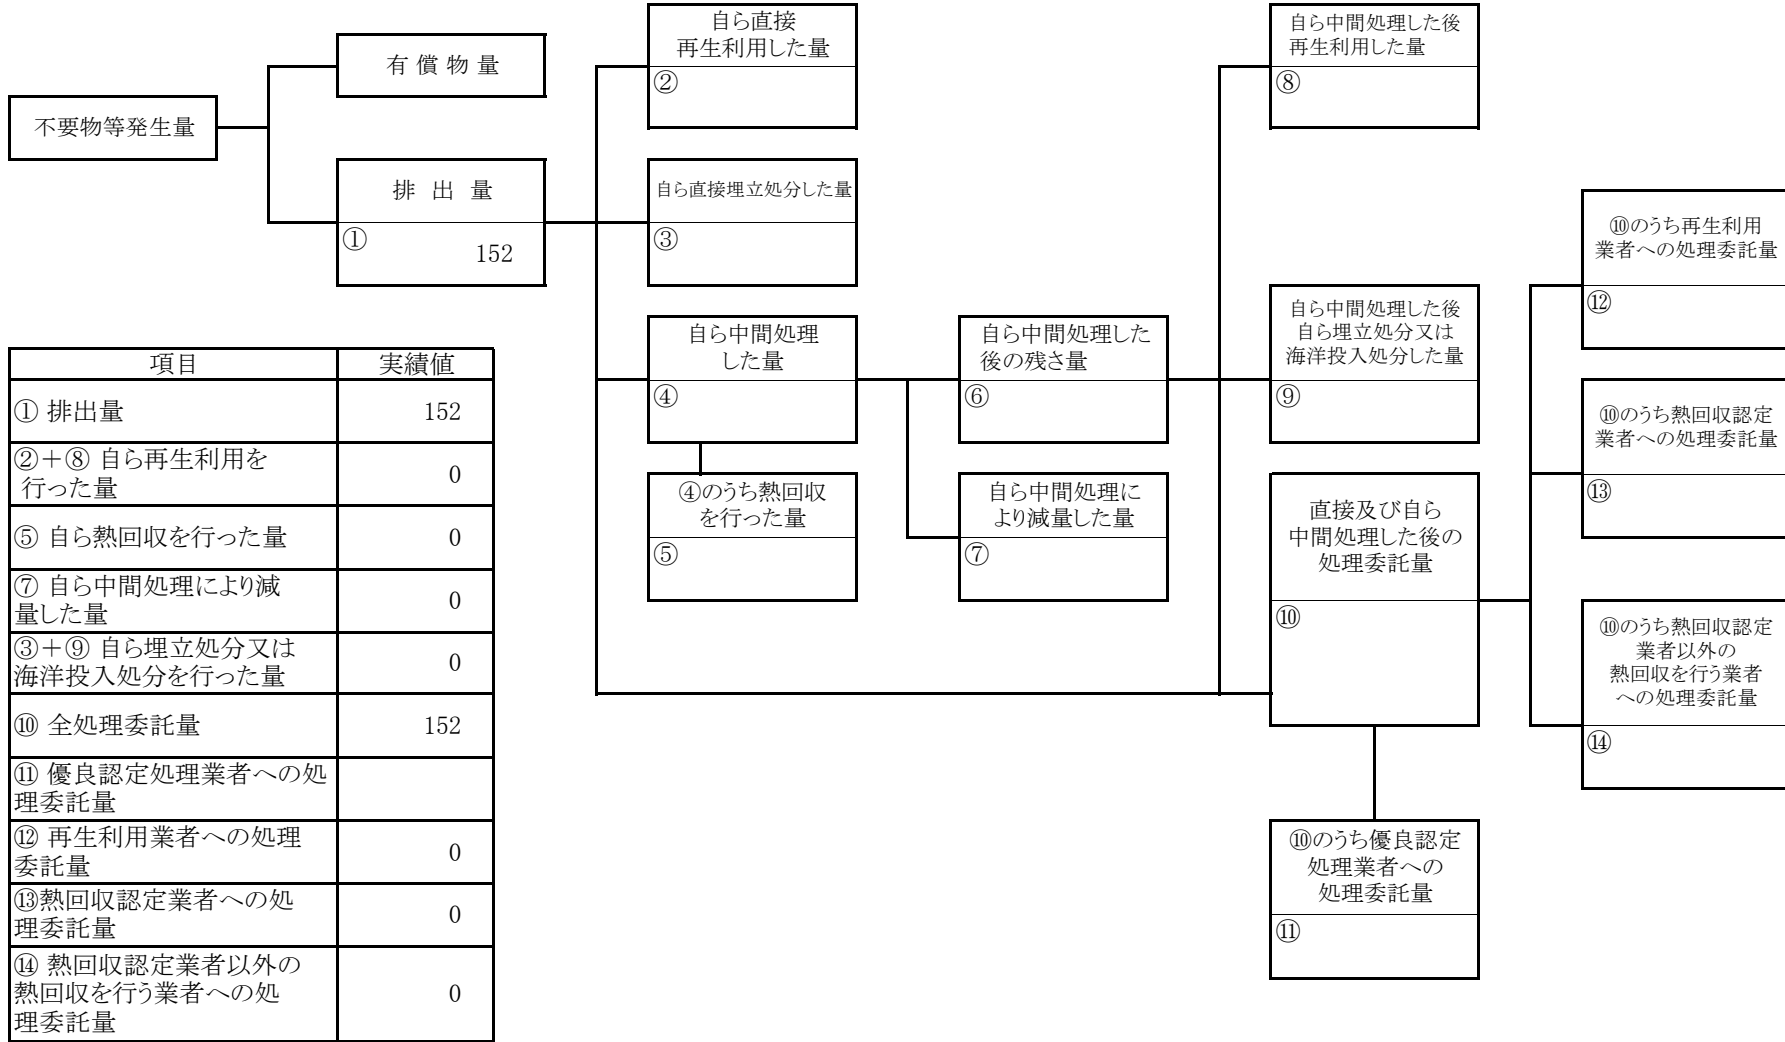 不要物等発生量
有 償 物 量
排 出 量
①
152
自ら直接
再生利用した量
②
自ら直接埋立処分した量
③
自ら中間処理
した量
④
④のうち熱回収
を行った量
⑤
自ら中間処理した
後の残さ量
⑥
自ら中間処理に
より減量した量
⑦
自ら中間処理した後
再生利用した量
⑧
自ら中間処理した後
自ら埋立処分又は
海洋投入処分した量
⑨
直接及び自ら
中間処理した後の
処理委託量
⑩
⑩のうち優良認定
処理業者への
処理委託量
⑪
⑩のうち再生利用
業者への処理委託量
⑫
⑩のうち熱回収認定
業者への処理委託量
⑬
⑩のうち熱回収認定
業者以外の
熱回収を行う業者
への処理委託量
⑭
項目 実績値
① 排出量 152
②＋⑧ 自ら再生利用を
行った量 0
⑤ 自ら熱回収を行った量 0
⑦ 自ら中間処理により減
量した量 0
③＋⑨ 自ら埋立処分又は
海洋投入処分を行った量 0
⑩ 全処理委託量 152
⑪ 優良認定処理業者への処
理委託量
⑫ 再生利用業者への処理
委託量 0
⑬熱回収認定業者への処
理委託量 0
⑭ 熱回収認定業者以外の
熱回収を行う業者への処
理委託量 0